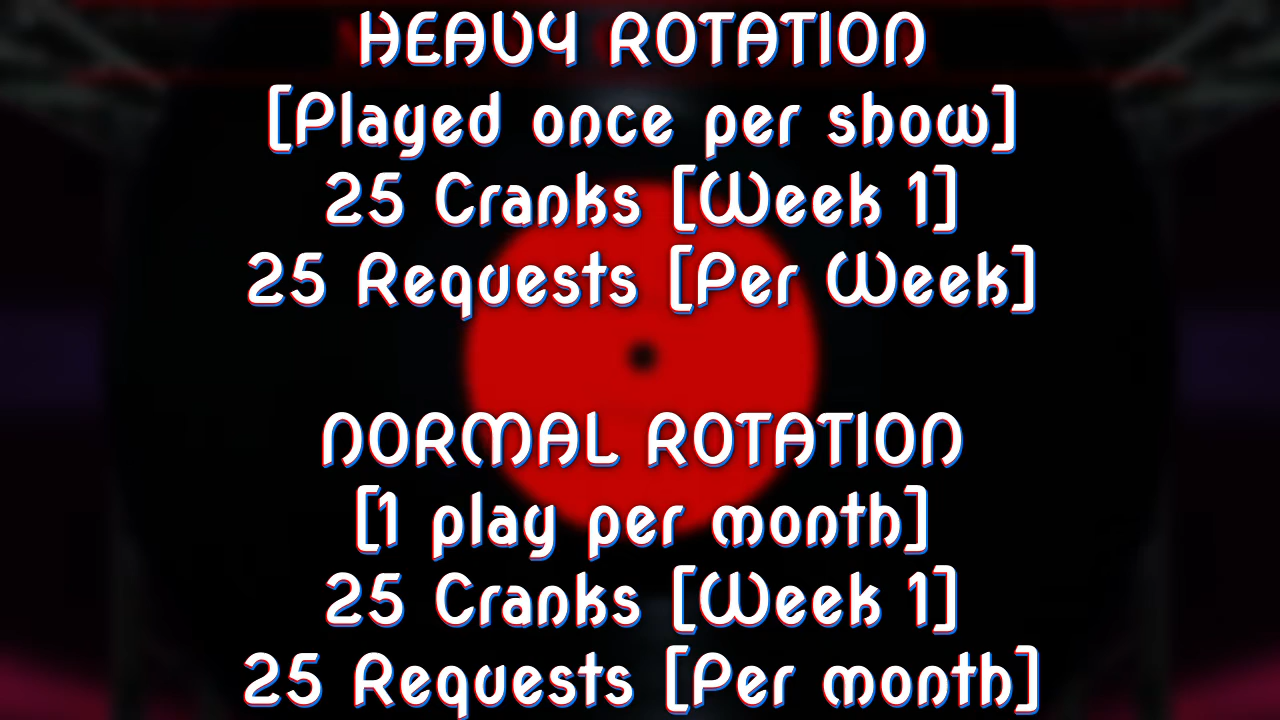 HEAVY ROTATION
[Played once per show]
25 Cranks [Week 1]
25 Requests [Per Week]
NORMAL ROTATION
[1 play per month]
25 Cranks [Week 1]
25 Requests [Per month]